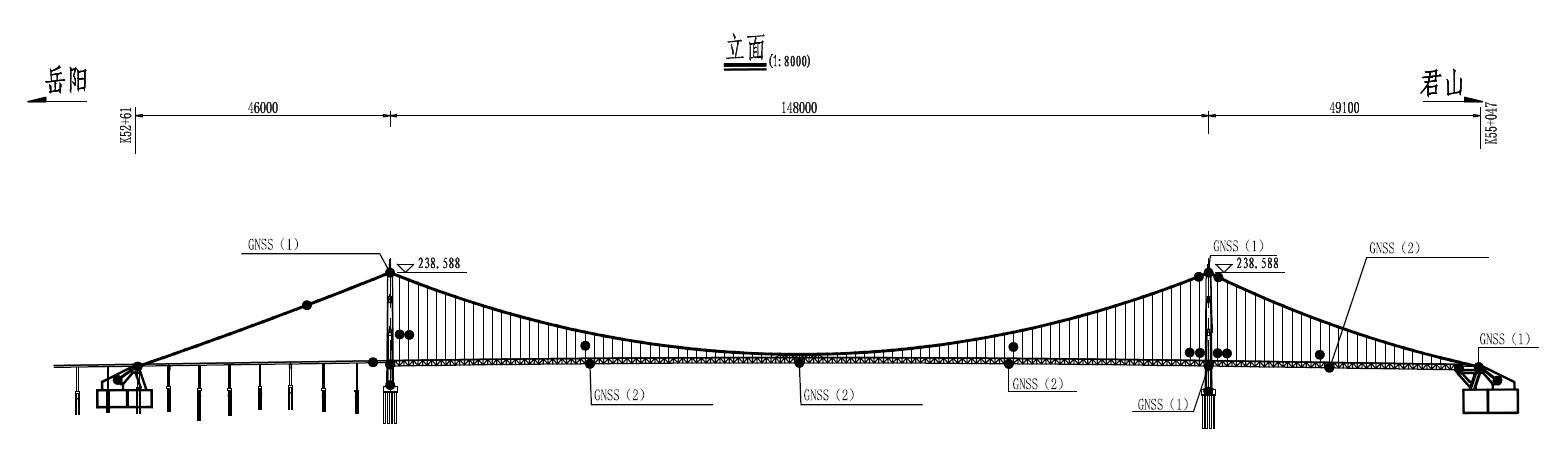 立面
(1:8000)
岳阳
君山
K52+61
46000
148000
49100
K55+047
GNSS (1)
238.588
GNSS (1)
238.588
GNSS (2)
GNSS (1)
GNSS (2)
GNSS (2)
GNSS (2)
GNSS (1)